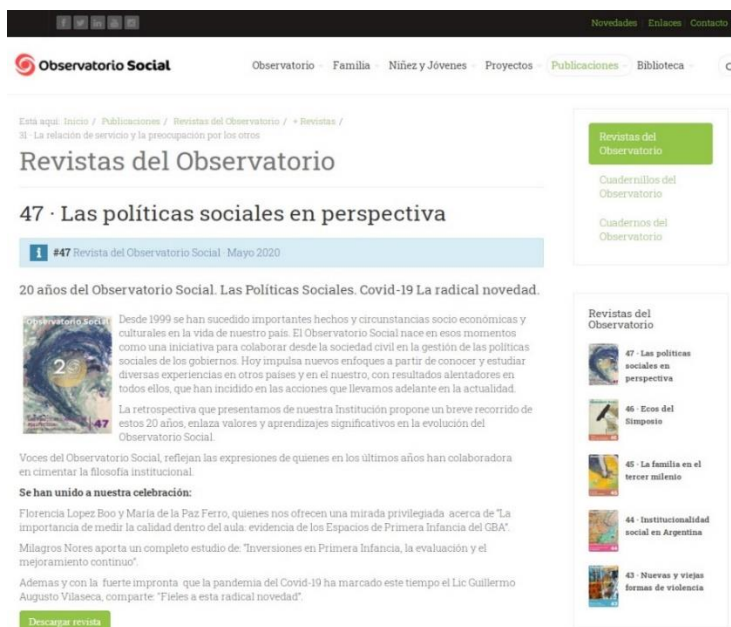 Novedades Enlaces Contacto
Observatorio Social
Observatorio Familia Niñez y Jóvenes Proyectos Publicaciones Biblioteca
Está aquí: Inicio / Publicaciones / Revistas del Observatorio / + Revistas /
31 · La relación de servicio y la preocupación por los otros
Revistas del Observatorio
47 · Las políticas sociales en perspectiva
#47 Revista del Observatorio Social · Mayo 2020
20 años del Observatorio Social. Las Políticas Sociales. Covid-19 La radical novedad.
Observatorio Social
20
47
Desde 1999 se han sucedido importantes hechos y circunstancias socio económicas y
culturales en la vida de nuestro país. El Observatorio Social nace en esos momentos
como una iniciativa para colaborar desde la sociedad civil en la gestión de las políticas
sociales de los gobiernos. Hoy impulsa nuevos enfoques a partir de conocer y estudiar
diversas experiencias en otros países y en el nuestro, con resultados alentadores en
todos ellos, que han incidido en las acciones que llevamos adelante en la actualidad.
La retrospectiva que presentamos de nuestra Institución propone un breve recorrido de
estos 20 años, enlaza valores y aprendizajes significativos en la evolución del
Observatorio Social.
Voces del Observatorio Social, reflejan las expresiones de quienes en los últimos años han colaboradora
en cimentar la filosofía institucional.
Se han unido a nuestra celebración:
Florencia Lopez Boo y María de la Paz Ferro, quienes nos ofrecen una mirada privilegiada acerca de "La
importancia de medir la calidad dentro del aula: evidencia de los Espacios de Primera Infancia del GBA".
Milagros Nores aporta un completo estudio de: "Inversiones en Primera Infancia, la evaluación y el
mejoramiento continuo".
Ademas y con la fuerte impronta que la pandemia del Covid-19 ha marcado este tiempo el Lic Guillermo
Augusto Vilaseca, comparte: "Fieles a esta radical novedad".
Descargar revista
Revistas del
Observatorio
Cuadernillos del
Observatorio
Cuadernos del
Observatorio
Revistas del
Observatorio
47 · Las políticas
sociales en
perspectiva
46 · Ecos del
Simposio
45 · La familia en el
tercer milenio
44 · Institucionalidad
social en Argentina
43 · Nuevas y viejas
formas de violencia